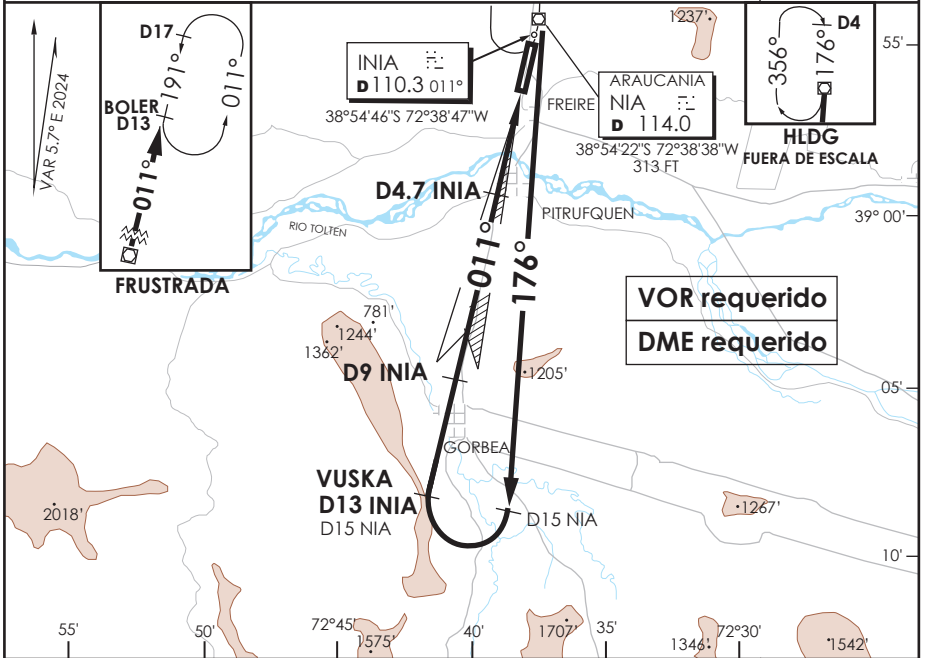 D17
191°
011°
BOLER
D13
011°
VAR 5.7° E 2024
FRUSTRADA
INIA
D 110.3 011°
38°54'46"S 72°38'47"W
ARAUCANIA
NIA
D 114.0
38°54'22"S 72°38'38"W
313 FT
FREIRE
1237'
D4
356°
176°
HLDG
FUERA DE ESCALA
55'
D4.7 INIA
PITRUFQUEN
RIO TOLTEN
39° 00'
011°
176°
VOR requerido
DME requerido
781'
1244'
1362'
D9 INIA
1205'
05'
GORBEA
VUSKA
D13 INIA
D15 NIA
D15 NIA
2018'
1267'
10'
55'
50'
72°45'
1575'
40'
1707'
35'
1346'
72°30'
1542'